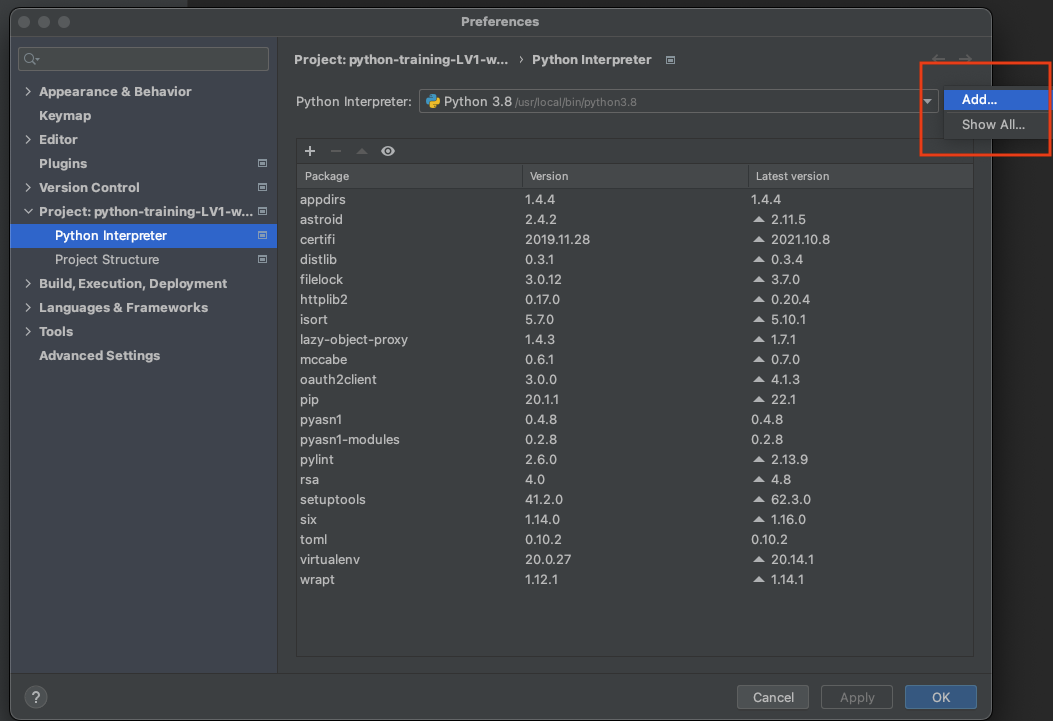 Preferences
Project: python-training-LV1-w... › Python Interpreter
Appearance & Behavior
Keymap
Editor
Plugins
Version Control
Project: python-training-LV1-w...
Python Interpreter
Project Structure
Build, Execution, Deployment
Languages & Frameworks
Tools
Advanced Settings
Python Interpreter: Python 3.8 /usr/local/bin/python3.8
Add...
Show All...
Package Version Latest version
appdirs 1.4.4 1.4.4
astroid 2.4.2 2.11.5
certifi 2019.11.28 2021.10.8
distlib 0.3.1 0.3.4
filelock 3.0.12 3.7.0
httplib2 0.17.0 0.20.4
isort 5.7.0 5.10.1
lazy-object-proxy 1.4.3 1.7.1
mccabe 0.6.1 0.7.0
oauth2client 3.0.0 4.1.3
pip 20.1.1 22.1
pyasn1 0.4.8 0.4.8
pyasn1-modules 0.2.8 0.2.8
pylint 2.6.0 2.13.9
rsa 4.0 4.8
setuptools 41.2.0 62.3.0
six 1.14.0 1.16.0
toml 0.10.2 0.10.2
virtualenv 20.0.27 20.14.1
wrapt 1.12.1 1.14.1
? Cancel Apply OK